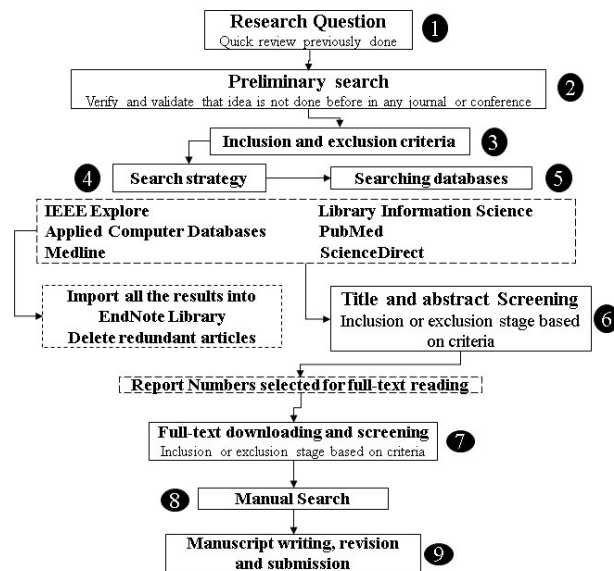 Research Question
Quick review previously done
1
Preliminary search
Verify and validate that idea is not done before in any journal or conference
2
Inclusion and exclusion criteria
3
4
Search strategy
Searching databases
5
IEEE Explore
Library Information Science
Applied Computer Databases
PubMed
Medline
ScienceDirect
Import all the results into
EndNote Library
Delete redundant articles
Title and abstract Screening
Inclusion or exclusion stage based
on criteria
6
Report Numbers selected for full-text reading
Full-text downloading and screening
Inclusion or exclusion stage based on criteria
7
8
Manual Search
Manuscript writing, revision
and submission
9